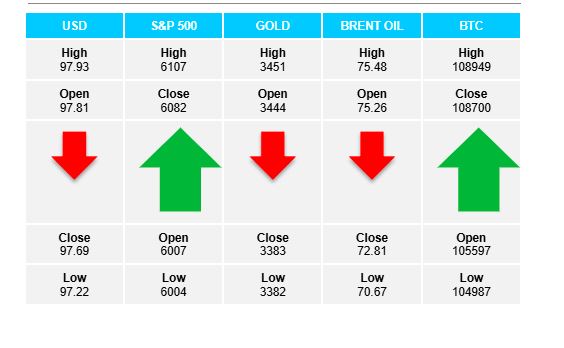 USD S&P 500 GOLD BRENT OIL BTC
High High High High High
97.93 6107 3451 75.48 108949
Open Close Open Open Close
97.81 6082 3444 75.26 108700
Close Open Close Close Open
97.69 6007 3383 72.81 105597
Low Low Low Low Low
97.22 6004 3382 70.67 104987